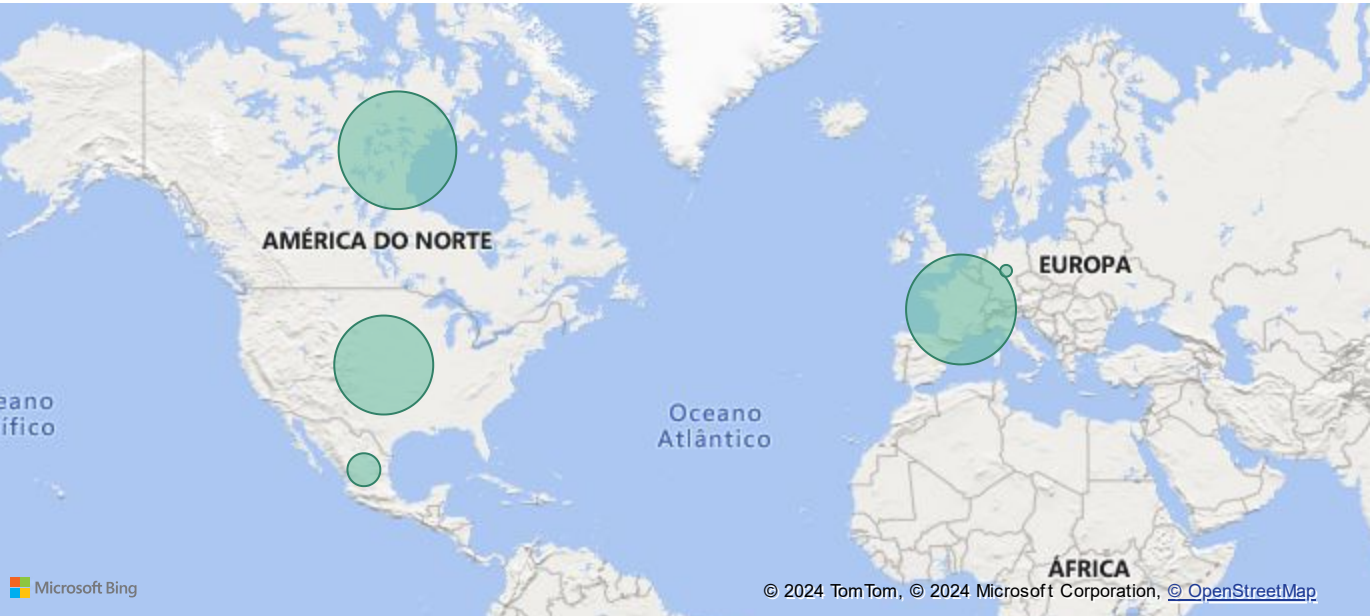 AMÉRICA DO NORTE
EUROPA
eano
ífico
Oceano
Atlântico
ÁFRICA
Microsoft Bing
© 2024 TomTom, © 2024 Microsoft Corporation, © OpenStreetMap